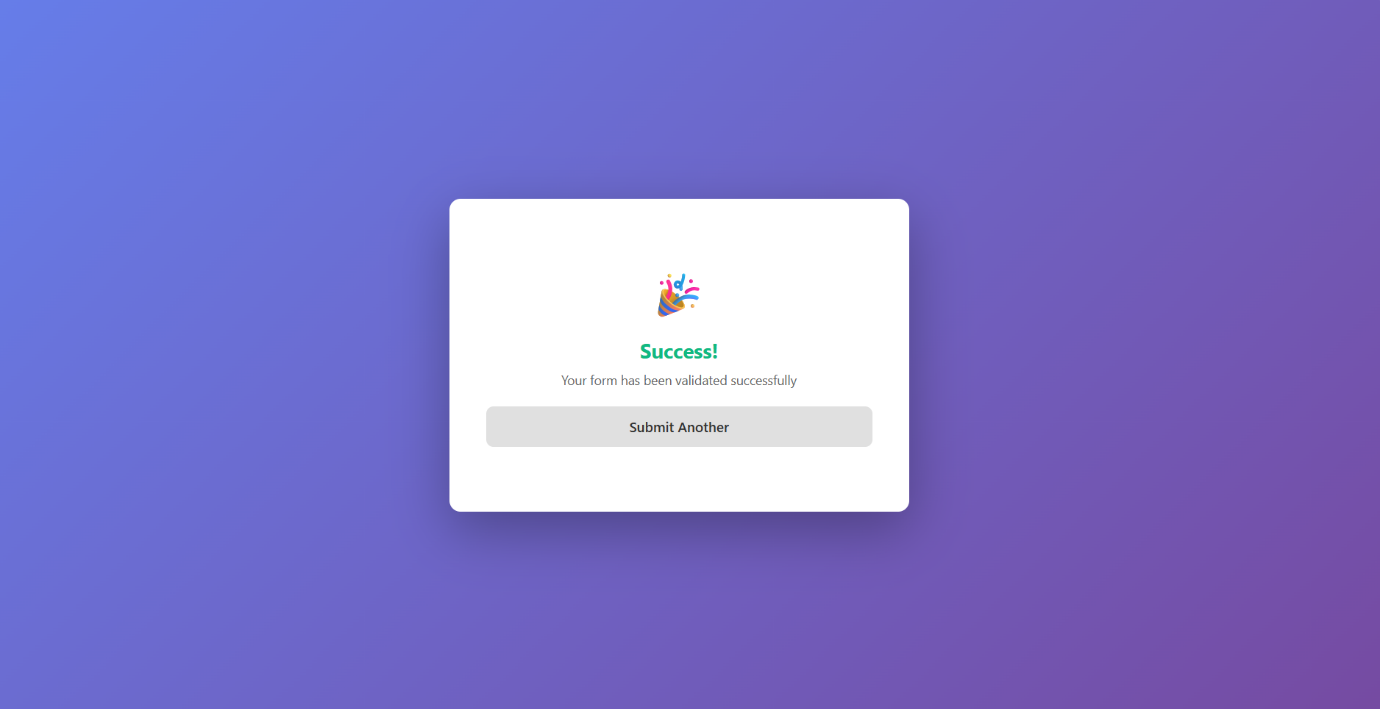 Success!
Your form has been validated successfully
Submit Another